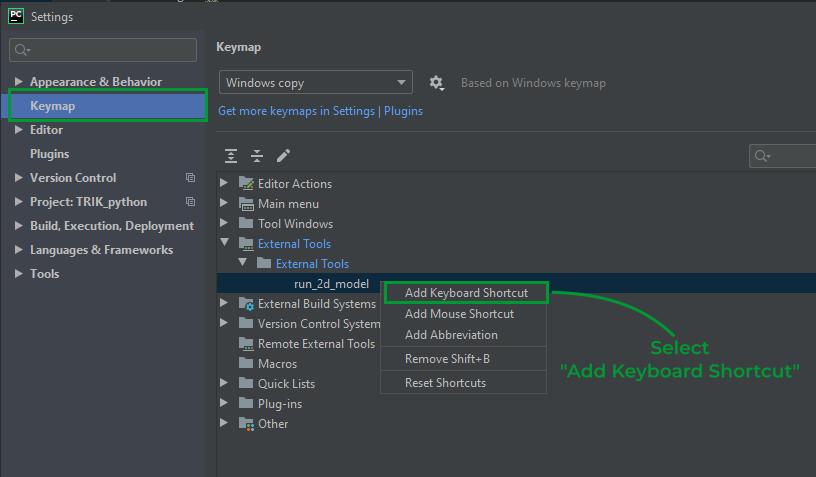 PC Settings
Keymap
Windows copy
Based on Windows keymap
Get more keymaps in Settings | Plugins
Appearance & Behavior
Keymap
Editor
Plugins
Version Control
Project: TRIK_python
Build, Execution, Deployment
Languages & Frameworks
Tools
Editor Actions
Main menu
Tool Windows
External Tools
External Tools
run_2d_model
External Build Systems
Version Control System
Remote External Tools
Macros
Quick Lists
Plug-ins
Other
Add Keyboard Shortcut
Add Mouse Shortcut
Add Abbreviation
Remove Shift+B
Reset Shortcuts
Select
"Add Keyboard Shortcut"